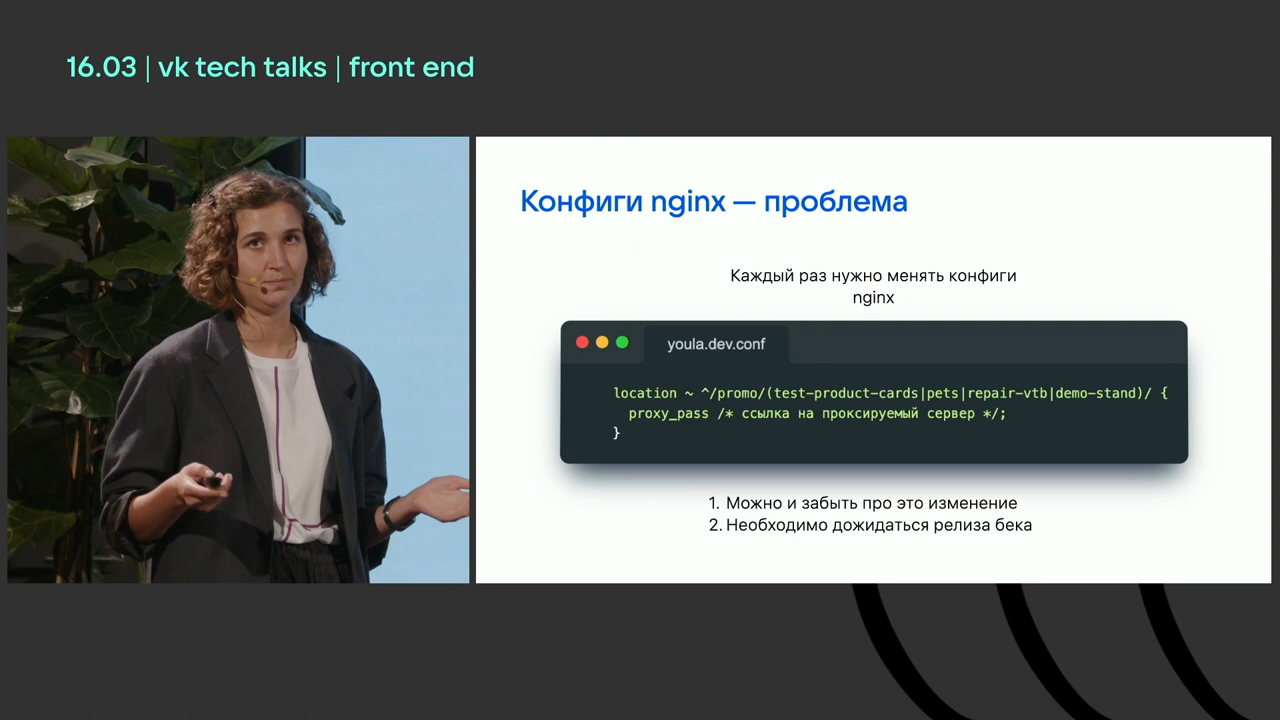 16.03 | vk tech talks | front end
Конфиги nginx — проблема
Каждый раз нужно менять конфиги
nginx
youla.dev.conf
location ~ ^/promo/(test-product-cards|pets|repair-vtb|demo-stand)/ {
proxy_pass /* ссылка на проксируемый сервер */;
}
1. Можно и забыть про это изменение
2. Необходимо дожидаться релиза бека